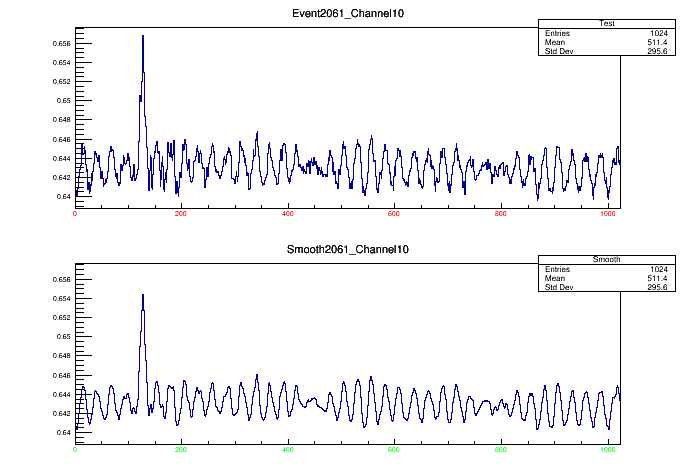 Event2061_Channel10
Test
Entries 1024
Mean 511.4
Std Dev 295.6
0.656
0.654
0.652
0.65
0.648
0.646
0.644
0.642
0.64
0 200 400 600 800 1000
Smooth2061_Channel10
Smooth
Entries 1024
Mean 511.4
Std Dev 295.6
0.656
0.654
0.652
0.65
0.648
0.646
0.644
0.642
0.64
0 200 400 600 800 1000